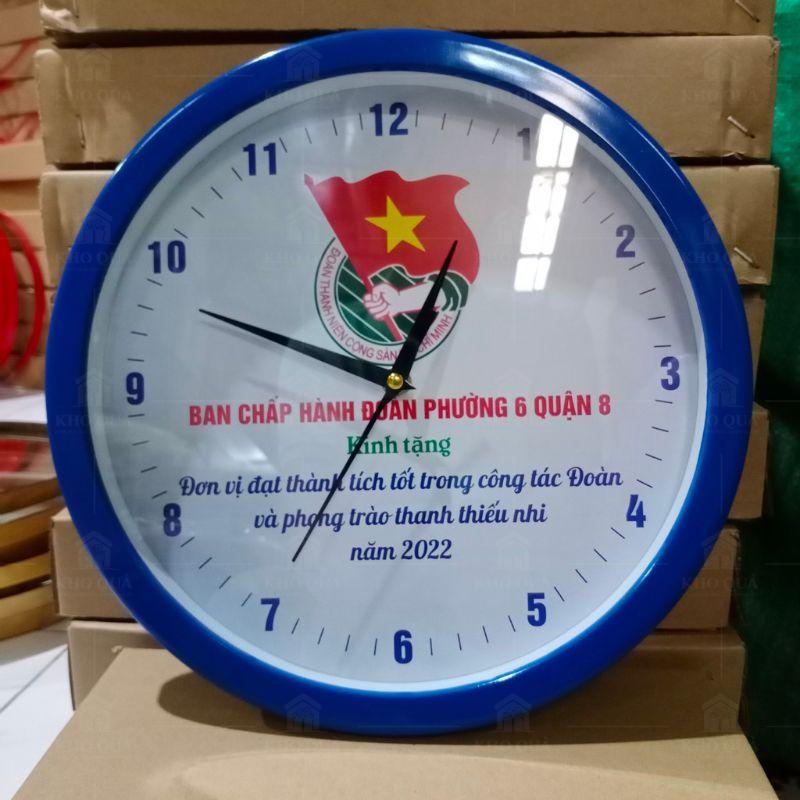 12
11
1
10
2
9
3
8
4
7
5
6
ĐOÀN THANH NIÊN CỘNG SẢN CHÍ MINH
BAN CHẤP HÀNH ĐOÀN PHƯỜNG 6 QUẬN 8
Kính tặng
Đơn vị đạt thành tích tốt trong công tác Đoàn
và phong trào thanh thiếu nhi
năm 2022
KHO QUÀ